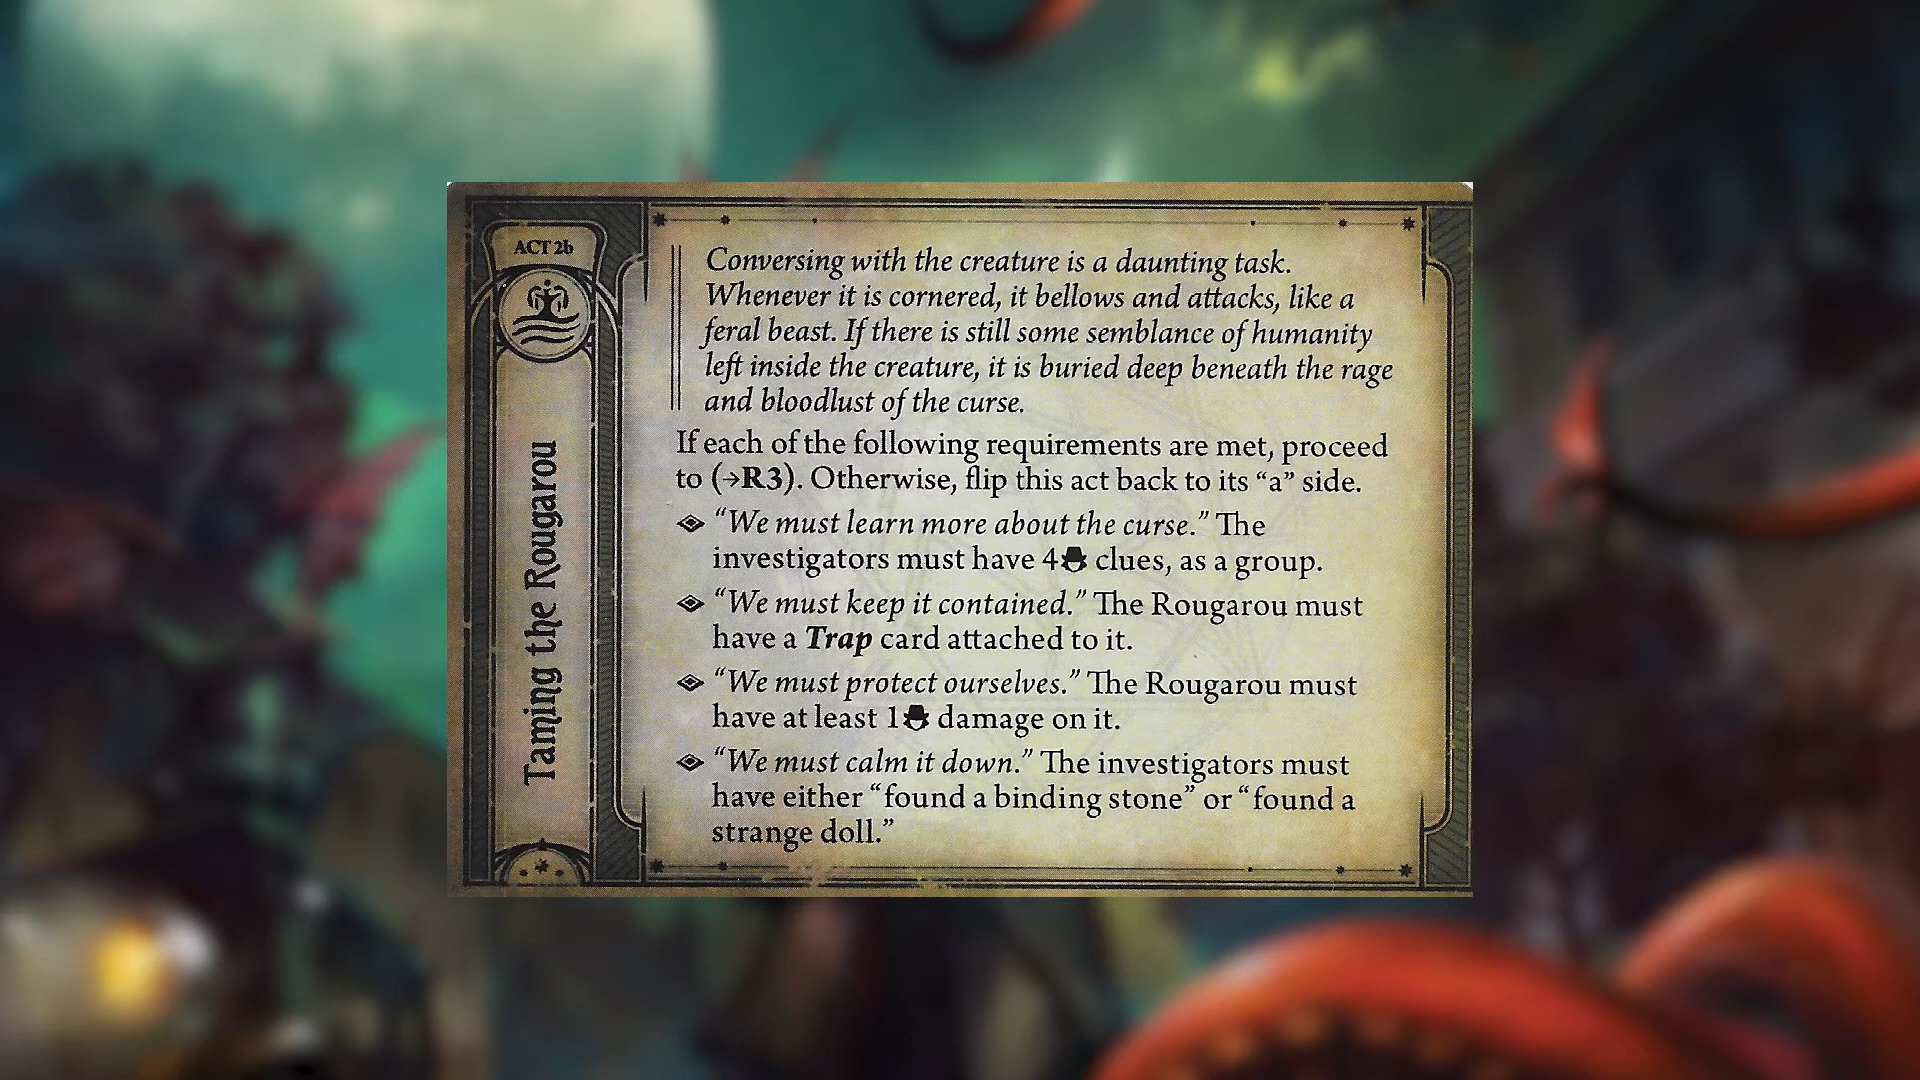 ACT 2b
Taming the Rougarou
Conversing with the creature is a daunting task.
Whenever it is cornered, it bellows and attacks, like a
feral beast. If there is still some semblance of humanity
left inside the creature, it is buried deep beneath the rage
and bloodlust of the curse.
If each of the following requirements are met, proceed
to (→R3). Otherwise, flip this act back to its “a” side.
“We must learn more about the curse.” The
investigators must have 4 clues, as a group.
“We must keep it contained.” The Rougarou must
have a Trap card attached to it.
“We must protect ourselves.” The Rougarou must
have at least 1 damage on it.
“We must calm it down.” The investigators must
have either “found a binding stone” or “found a
strange doll.”